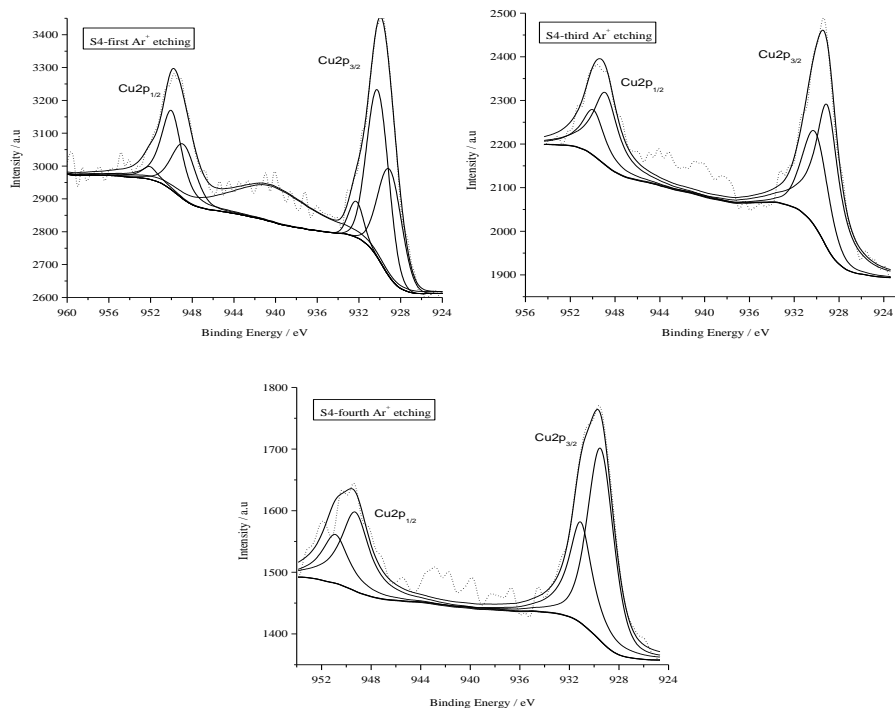 S4-first Ar⁺ etching
Cu2p₁/₂
Cu2p₃/₂
Intensity / a.u
3400
3300
3200
3100
3000
2900
2800
2700
2600
960 956 952 948 944 940 936 932 928 924
Binding Energy / eV
S4-third Ar⁺ etching
Cu2p₁/₂
Cu2p₃/₂
Intensity / a.u
2500
2400
2300
2200
2100
2000
1900
956 952 948 944 940 936 932 928 924
Binding Energy / eV
S4-fourth Ar⁺ etching
Cu2p₃/₂
Cu2p₁/₂
Intensity / a.u
1800
1700
1600
1500
1400
952 948 944 940 936 932 928 924
Binding Energy / eV